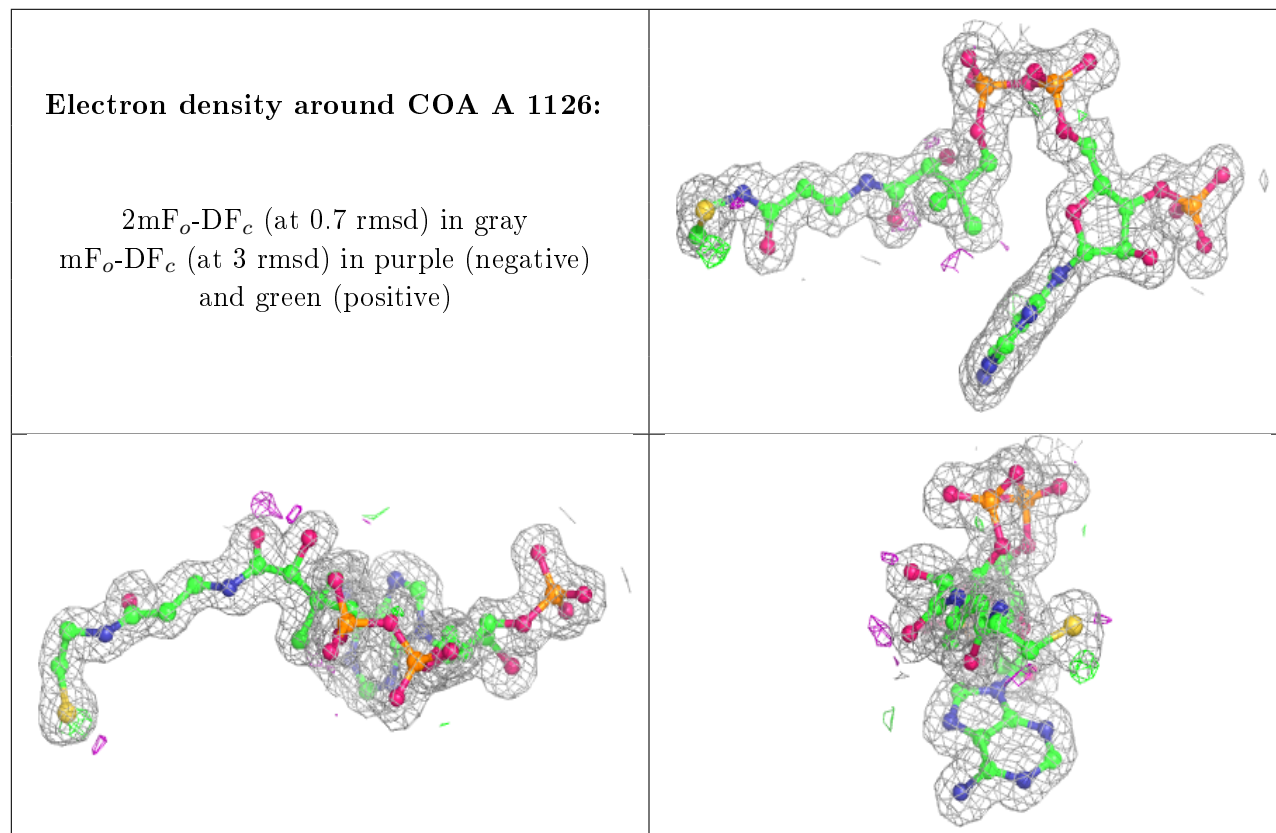 Electron density around COA A 1126:
2mFo-DFc (at 0.7 rmsd) in gray
mFo-DFc (at 3 rmsd) in purple (negative)
and green (positive)